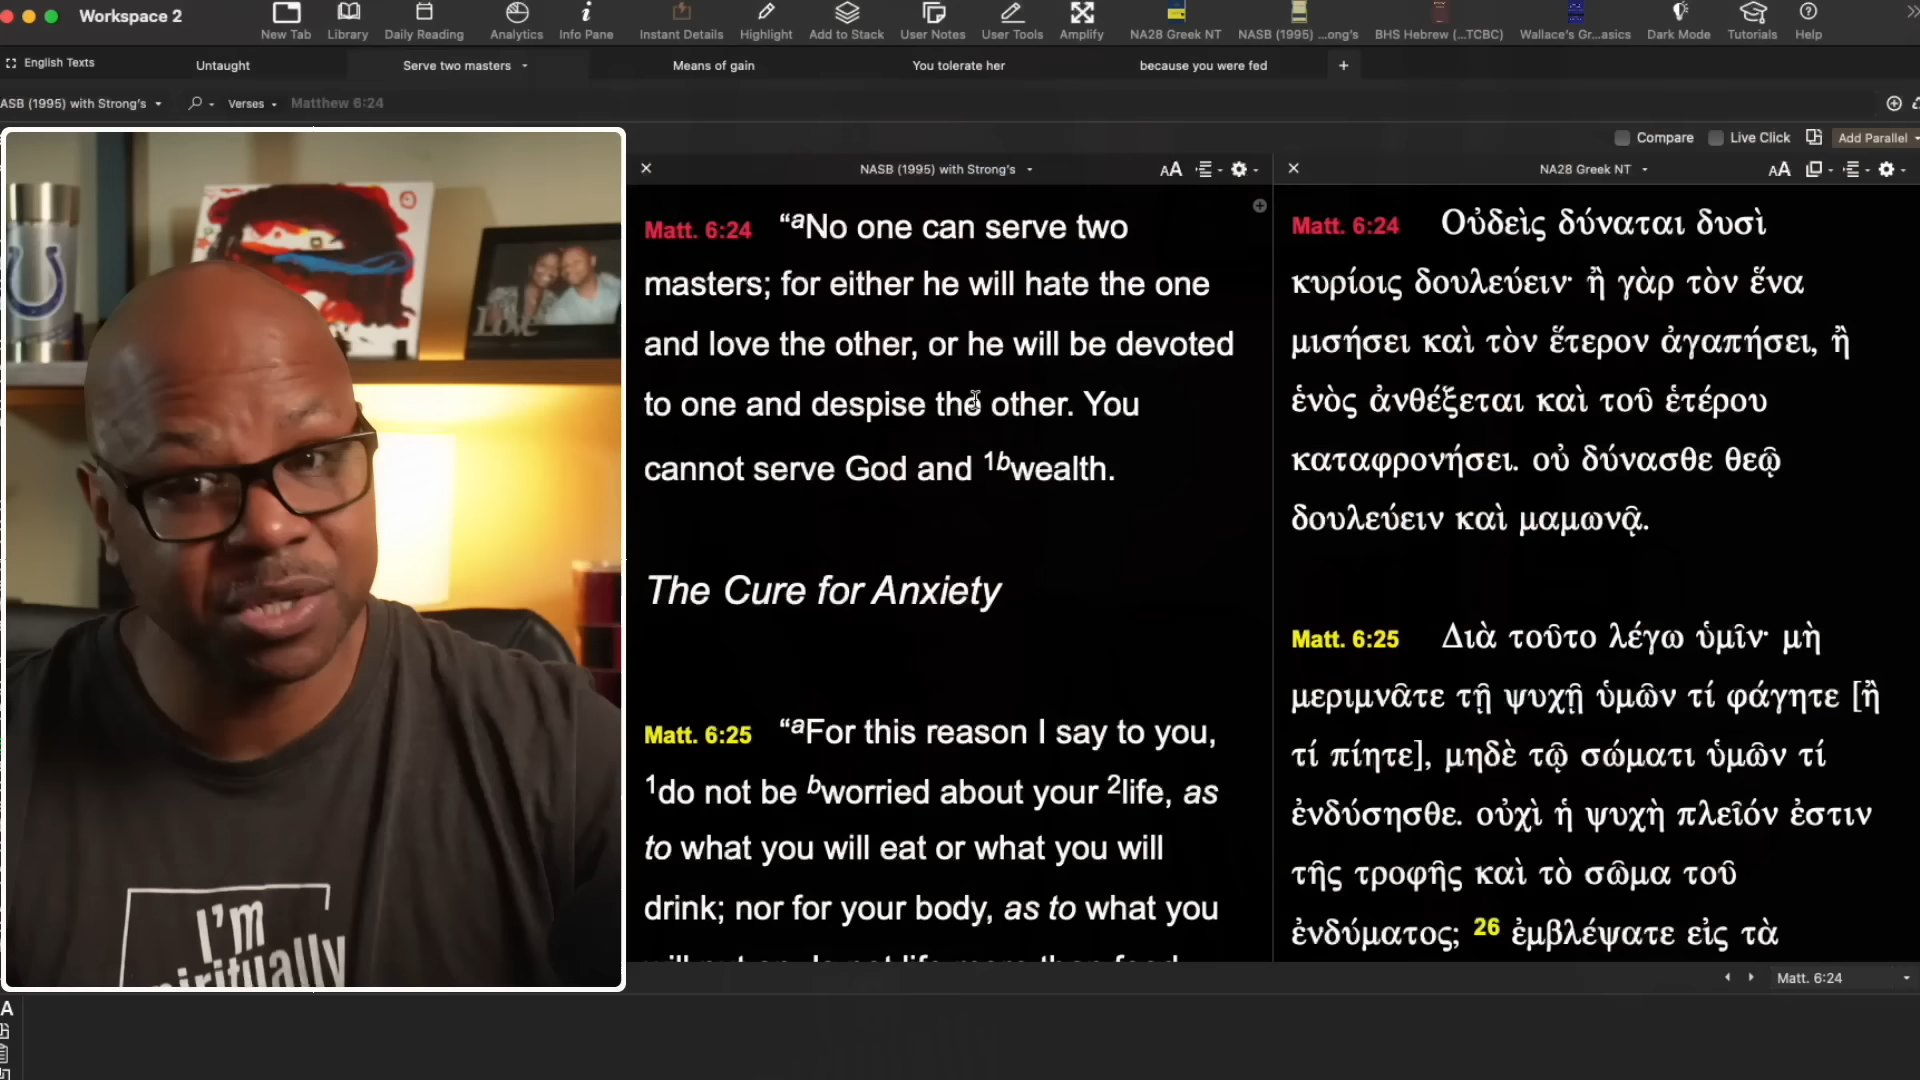 Workspace 2
New Tab
Library
Daily Reading
Analytics
Info Pane
Instant Details
Highlight
Add to Stack
User Notes
User Tools
Amplify
NA28 Greek NT
NASB (1995) ...ong's
BHS Hebrew (...TCBC)
Wallace's Gr...asics
Dark Mode
Tutorials
Help
English Texts
Untaught
Serve two masters
Means of gain
You tolerate her
because you were fed
ASB (1995) with Strong's
Verses
Matthew 6:24
Compare
Live Click
Add Parallel
NASB (1995) with Strong's
AA
NA28 Greek NT
AA
Matt. 6:24 “aNo one can serve two
masters; for either he will hate the one
and love the other, or he will be devoted
to one and despise the other. You
cannot serve God and 1bwealth.
The Cure for Anxiety
Matt. 6:25 “aFor this reason I say to you,
1do not be bworried about your 2life, as
to what you will eat or what you will
drink; nor for your body, as to what you
Matt. 6:24 Οὐδεὶς δύναται δυσὶ
κυρίοις δουλεύειν· ἢ γὰρ τὸν ἕνα
μισήσει καὶ τὸν ἕτερον ἀγαπήσει, ἢ
ἑνὸς ἀνθέξεται καὶ τοῦ ἑτέρου
καταφρονήσει. οὐ δύνασθε θεῷ
δουλεύειν καὶ μαμωνᾷ.
Matt. 6:25 Διὰ τοῦτο λέγω ὑμῖν· μὴ
μεριμνᾶτε τῇ ψυχῇ ὑμῶν τί φάγητε [ἢ
τί πίητε], μηδὲ τῷ σώματι ὑμῶν τί
ἐνδύσησθε. οὐχὶ ἡ ψυχὴ πλεῖόν ἐστιν
τῆς τροφῆς καὶ τὸ σῶμα τοῦ
ἐνδύματος; 26 ἐμβλέψατε εἰς τὰ
Matt. 6:24
Love
I'm
A